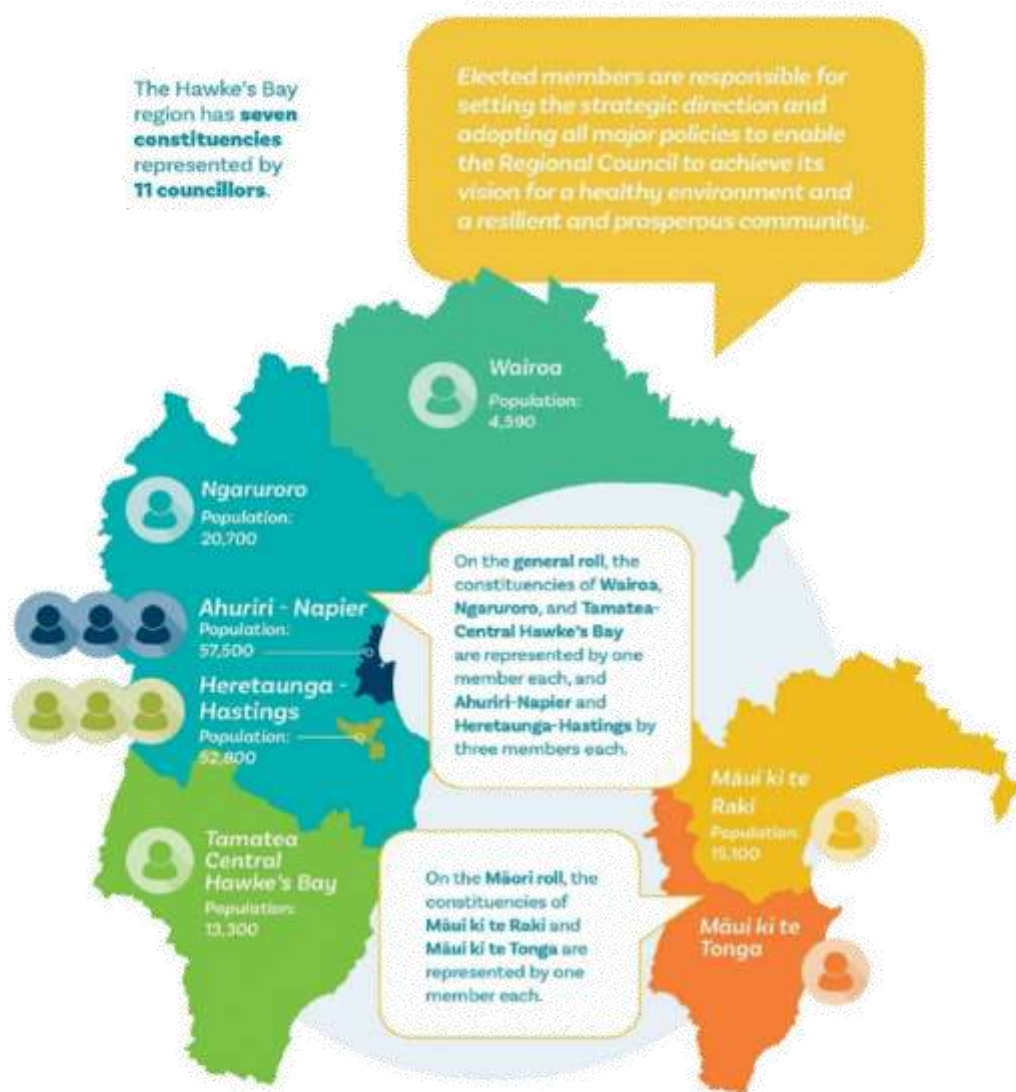 The Hawke's Bay
region has seven
constituencies
represented by
11 councillors.
Elected members are responsible for
setting the strategic direction and
adopting all major policies to enable
the Regional Council to achieve its
vision for a healthy environment and
a resilient and prosperous community.
Wairoa
Population:
4,590
Ngaruroro
Population:
20,700
Ahuriri - Napier
Population:
57,500
Heretaunga -
Hastings
Population:
52,800
Tamatea
Central
Hawke's Bay
Population:
13,300
On the general roll, the
constituencies of Wairoa,
Ngaruroro, and Tamatea-
Central Hawke's Bay
are represented by one
member each, and
Ahuriri-Napier and
Heretaunga-Hastings by
three members each.
Māui ki te
Raki
Population:
15,100
On the Māori roll, the
constituencies of
Māui ki te Raki and
Māui ki te Tonga are
represented by one
member each.
Māui ki te
Tonga